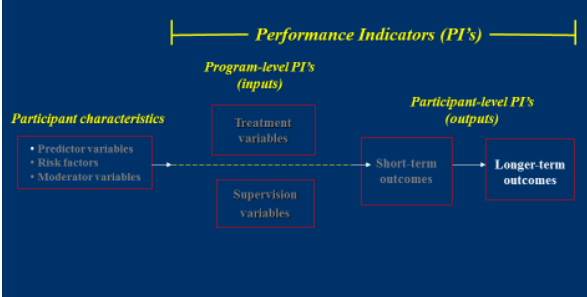 Performance Indicators (PI's)
Program-level PI's
(inputs)
Participant-level PI's
(outputs)
Participant characteristics
• Predictor variables
• Risk factors
• Moderator variables
Treatment
variables
Supervision
variables
Short-term
outcomes
Longer-term
outcomes